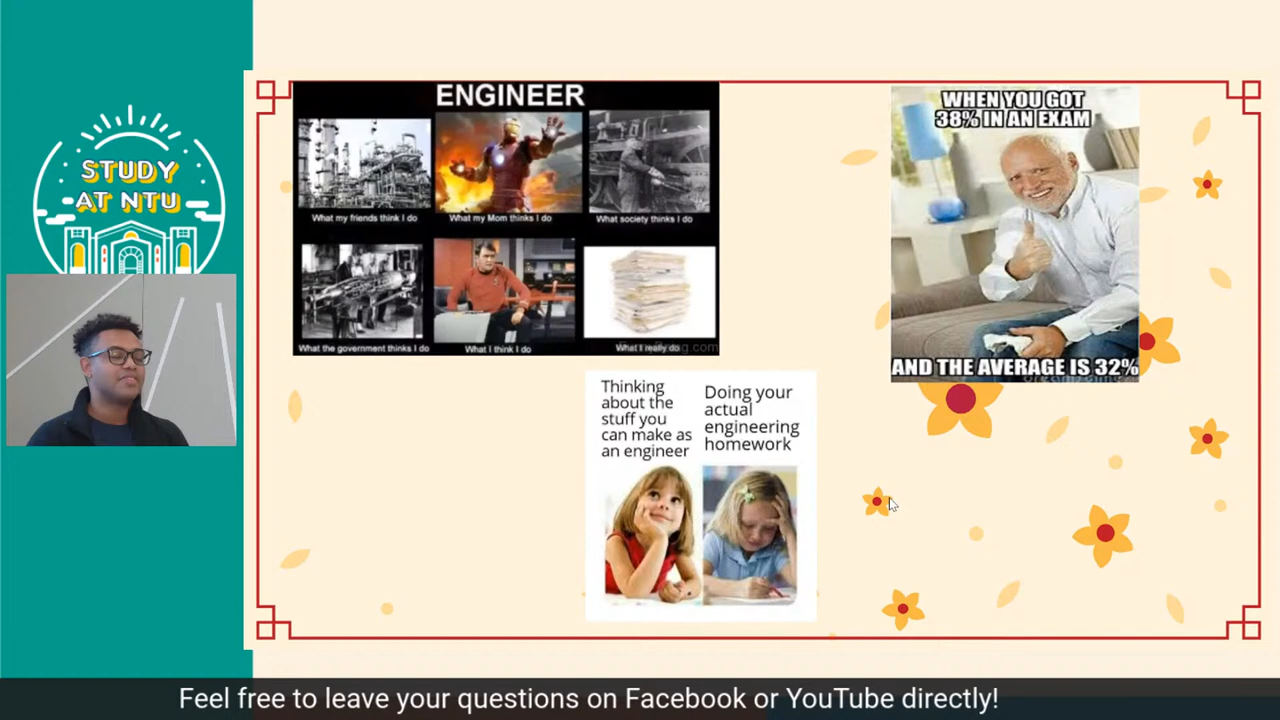 STUDY
AT NTU
ENGINEER
What my friends think I do
What my Mom thinks I do
What society thinks I do
What the government thinks I do
What I think I do
What I really do
WHEN YOU GOT
38% IN AN EXAM
AND THE AVERAGE IS 32%
Thinking
about the
stuff you
can make as
an engineer
Doing your
actual
engineering
homework
Feel free to leave your questions on Facebook or YouTube directly!